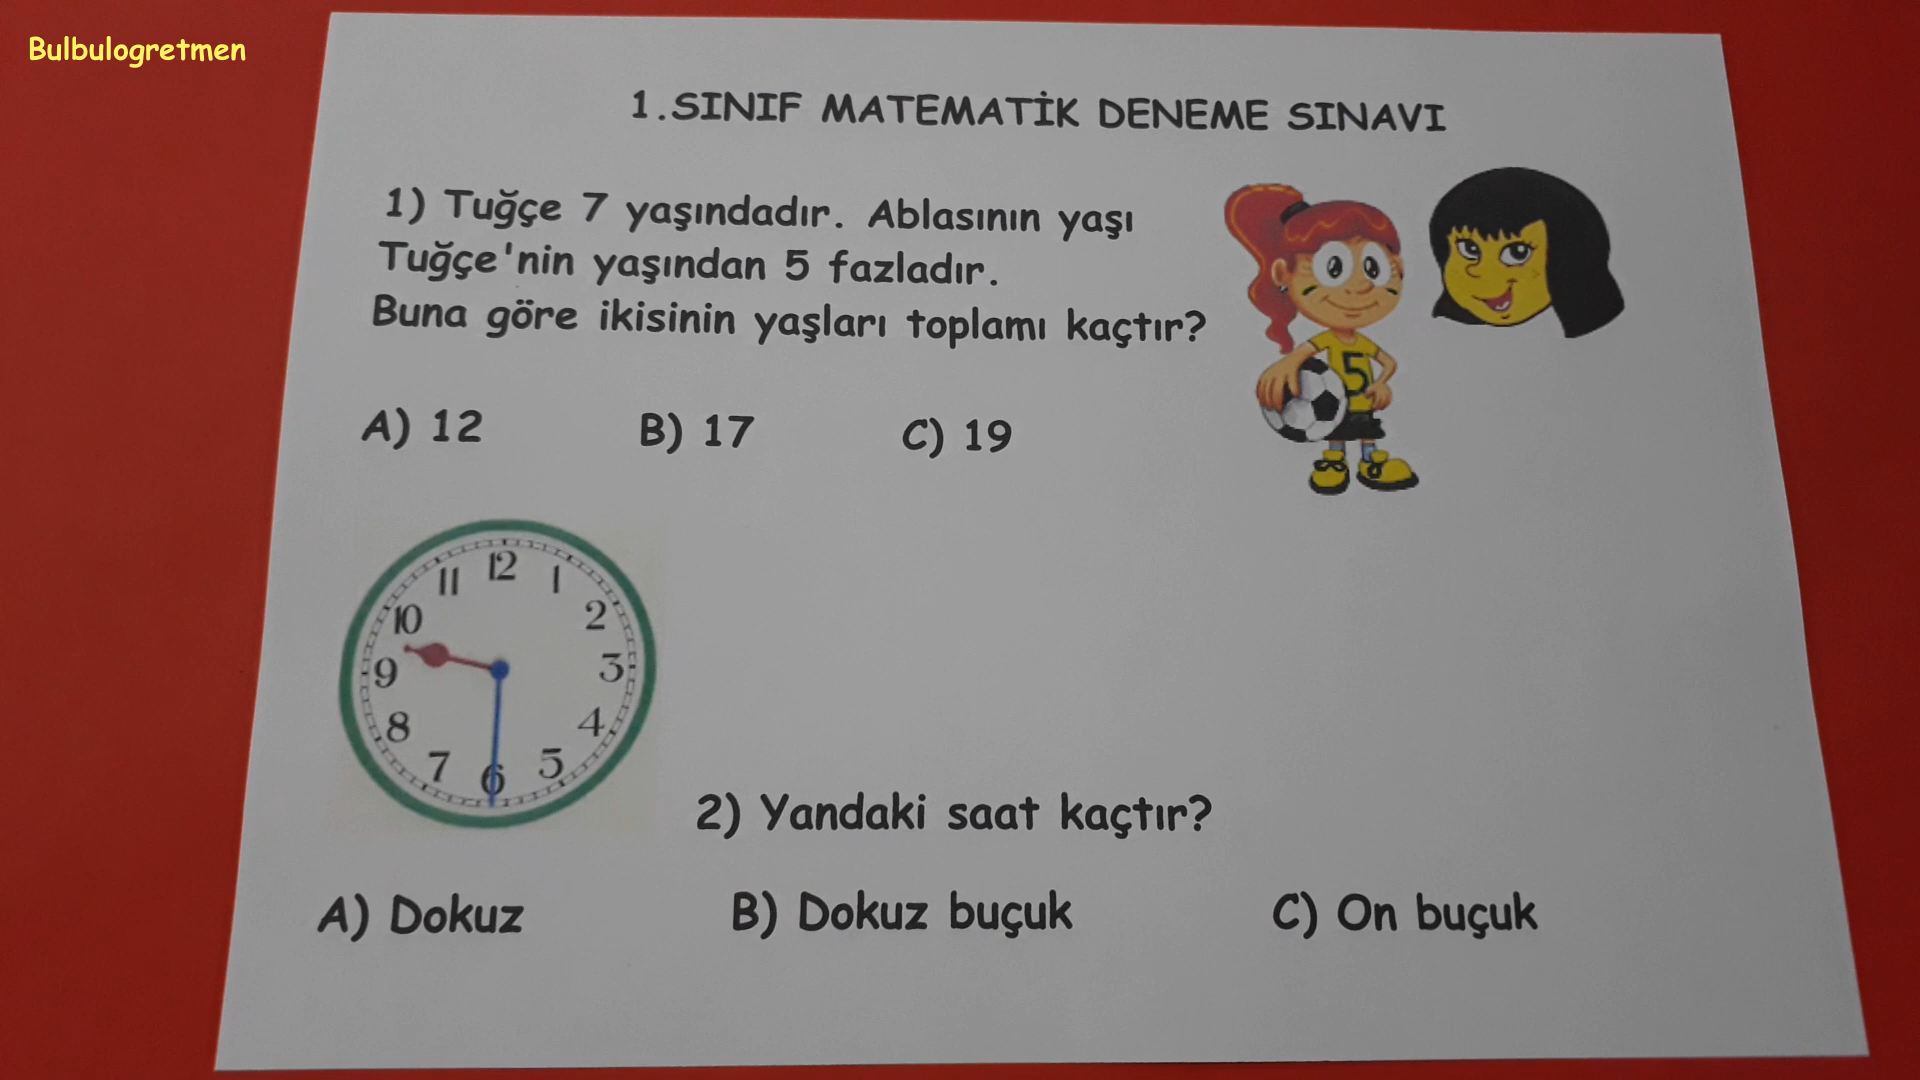 Bulbulogretmen
1.SINIF MATEMATİK DENEME SINAVI
1) Tuğçe 7 yaşındadır. Ablasının yaşı
Tuğçe'nin yaşından 5 fazladır.
Buna göre ikisinin yaşları toplamı kaçtır?
5
A) 12 B) 17 C) 19
12
11 1
10 2
9 3
8 4
7 5
6
2) Yandaki saat kaçtır?
A) Dokuz B) Dokuz buçuk C) On buçuk